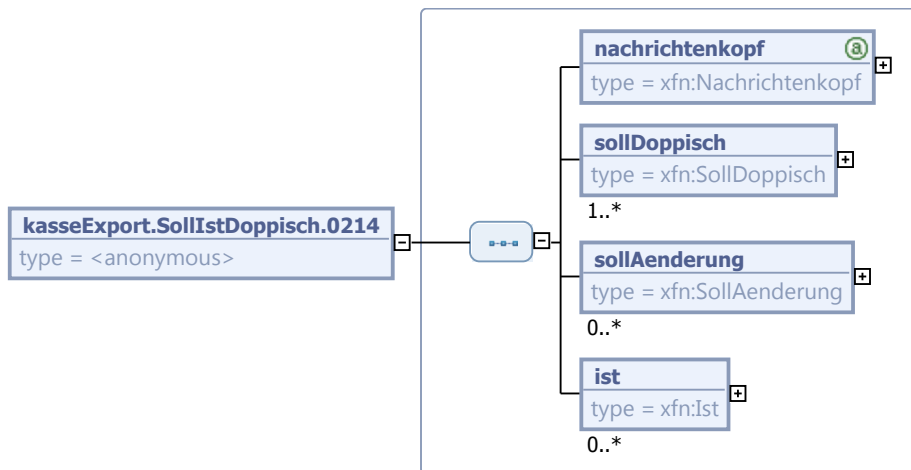 nachrichtenkopf
type = xfn:Nachrichtenkopf
sollDoppisch
type = xfn:SollDoppisch
1..*
kasseExport.SollIstDoppisch.0214
type = <anonymous>
sollAenderung
type = xfn:SollAenderung
0..*
ist
type = xfn:Ist
0..*